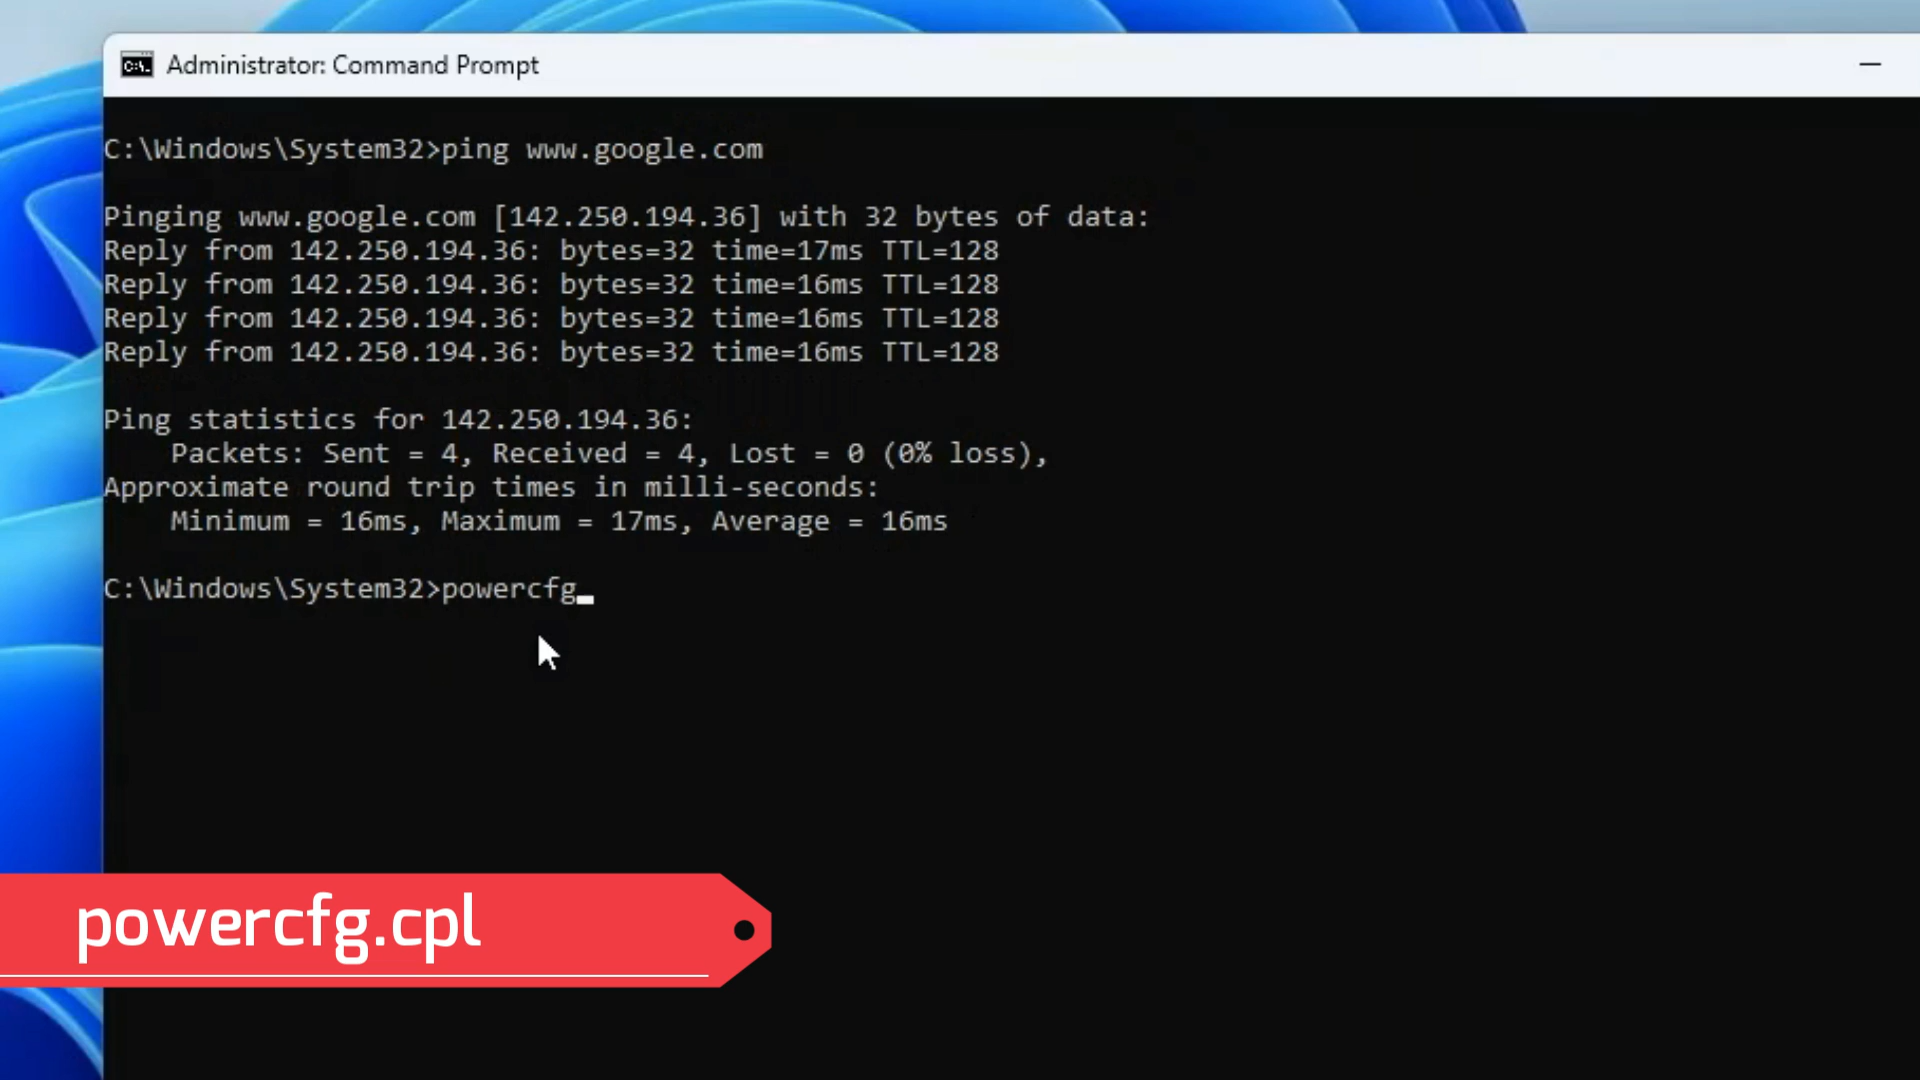 Administrator: Command Prompt
C:\Windows\System32>ping www.google.com
Pinging www.google.com [142.250.194.36] with 32 bytes of data:
Reply from 142.250.194.36: bytes=32 time=17ms TTL=128
Reply from 142.250.194.36: bytes=32 time=16ms TTL=128
Reply from 142.250.194.36: bytes=32 time=16ms TTL=128
Reply from 142.250.194.36: bytes=32 time=16ms TTL=128
Ping statistics for 142.250.194.36:
    Packets: Sent = 4, Received = 4, Lost = 0 (0% loss),
Approximate round trip times in milli-seconds:
    Minimum = 16ms, Maximum = 17ms, Average = 16ms
C:\Windows\System32>powercfg
powercfg.cpl